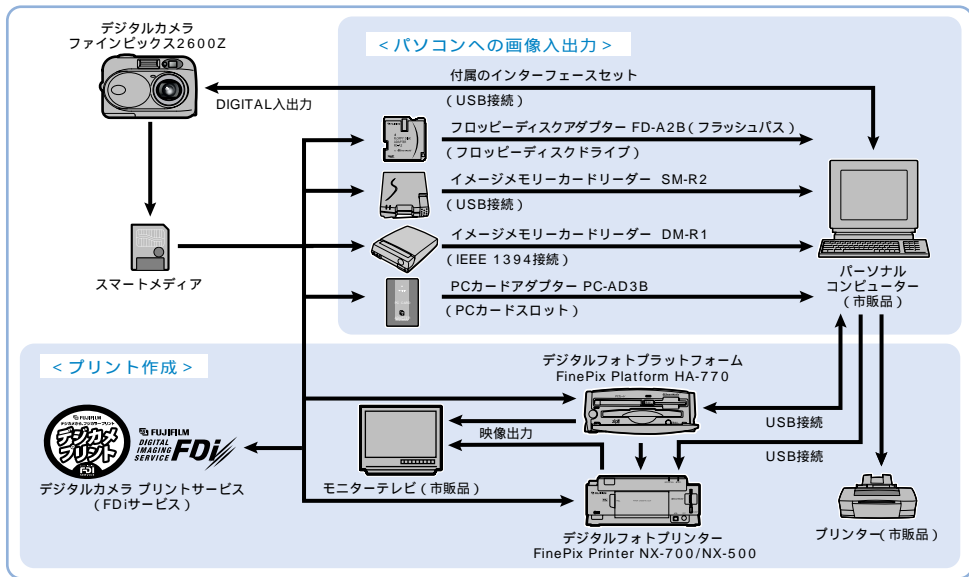 デジタルカメラ
ファインピックス2600Z
<パソコンへの画像入出力>
付属のインターフェースセット
(USB接続)
DIGITAL入出力
フロッピーディスクアダプター FD-A2B(フラッシュパス)
(フロッピーディスクドライブ)
イメージメモリーカードリーダー SM-R2
(USB接続)
イメージメモリーカードリーダー DM-R1
(IEEE 1394接続)
スマートメディア
PCカードアダプター PC-AD3B
(PCカードスロット)
パーソナル
コンピューター
(市販品)
<プリント作成>
デジタルフォトプラットフォーム
FinePix Platform HA-770
USB接続
映像出力
USB接続
FUJIFILM
デジカメ
プリント
FDi
FUJIFILM
DIGITAL
IMAGING
SERVICE
FDi
デジタルカメラ プリントサービス
(FDiサービス)
モニターテレビ(市販品)
デジタルフォトプリンター
FinePix Printer NX-700/NX-500
プリンター(市販品)